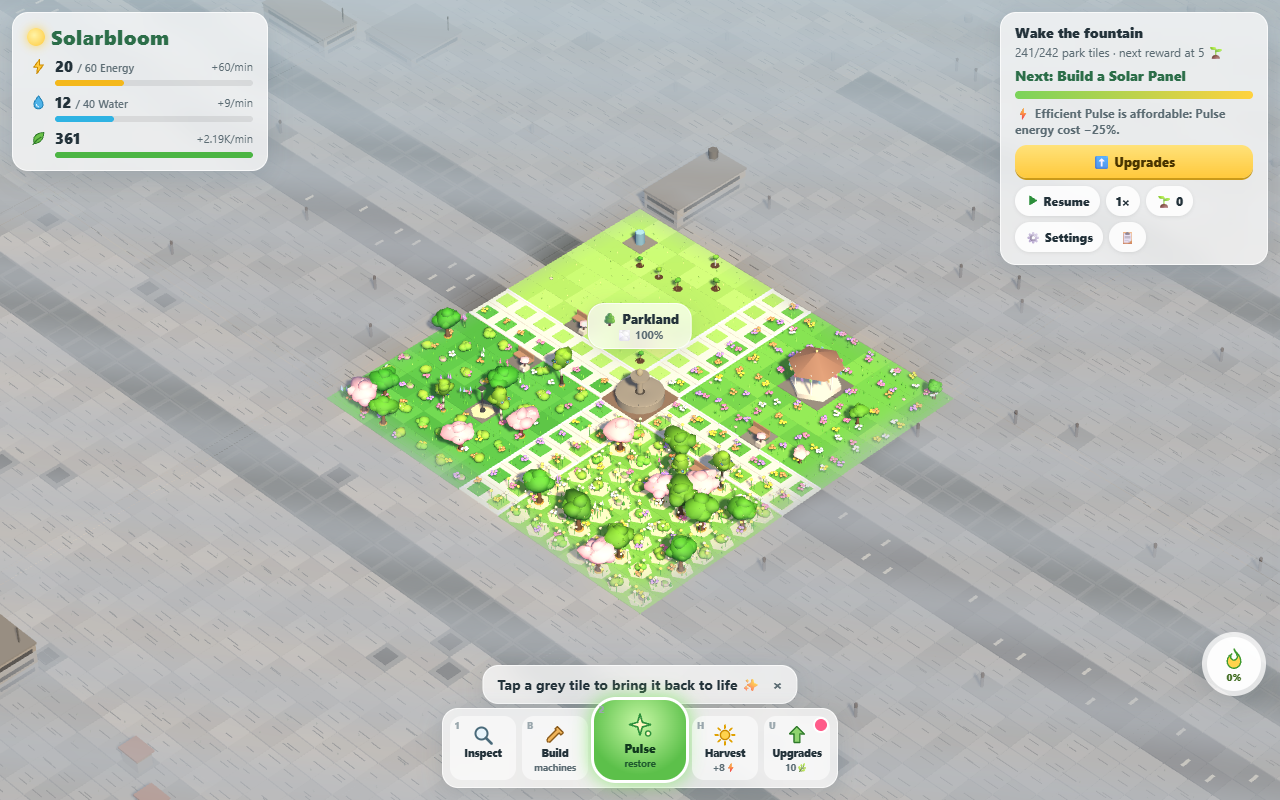 Solarbloom
20 / 60 Energy +60/min
12 / 40 Water +9/min
361 +2.19K/min
Wake the fountain
241/242 park tiles · next reward at 5 🌱
Next: Build a Solar Panel
⚡ Efficient Pulse is affordable: Pulse
energy cost −25%.
⬆ Upgrades
▶ Resume
1×
🌱 0
⚙ Settings
📋
🌳 Parkland
100%
0%
Tap a grey tile to bring it back to life ✨ ×
1
Inspect
B
Build
machines
Pulse
restore
H
Harvest
+8⚡
U
Upgrades
10🌿